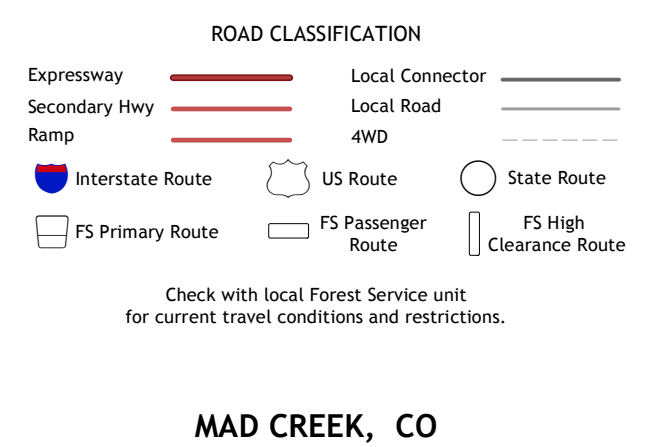 ROAD CLASSIFICATION
Expressway
Local Connector
Secondary Hwy
Local Road
Ramp
4WD
Interstate Route
US Route
State Route
FS Primary Route
FS Passenger
Route
FS High
Clearance Route
Check with local Forest Service unit
for current travel conditions and restrictions.
MAD CREEK, CO